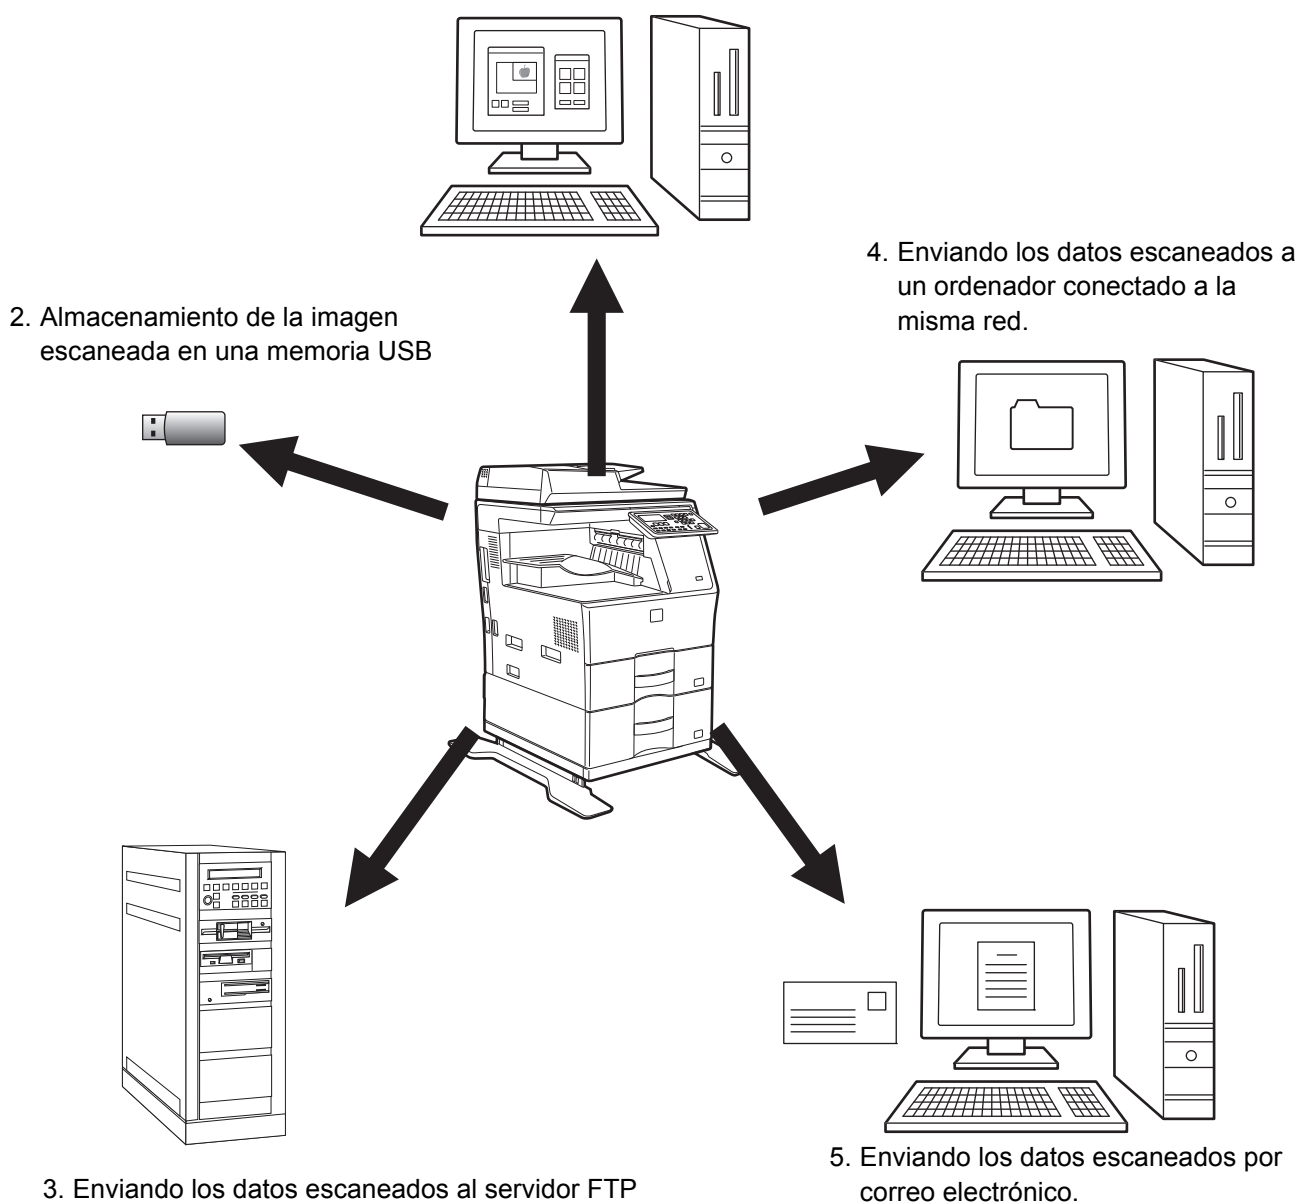 2. Almacenamiento de la imagen
escaneada en una memoria USB
4. Enviando los datos escaneados a
un ordenador conectado a la
misma red.
3. Enviando los datos escaneados al servidor FTP
5. Enviando los datos escaneados por
correo electrónico.